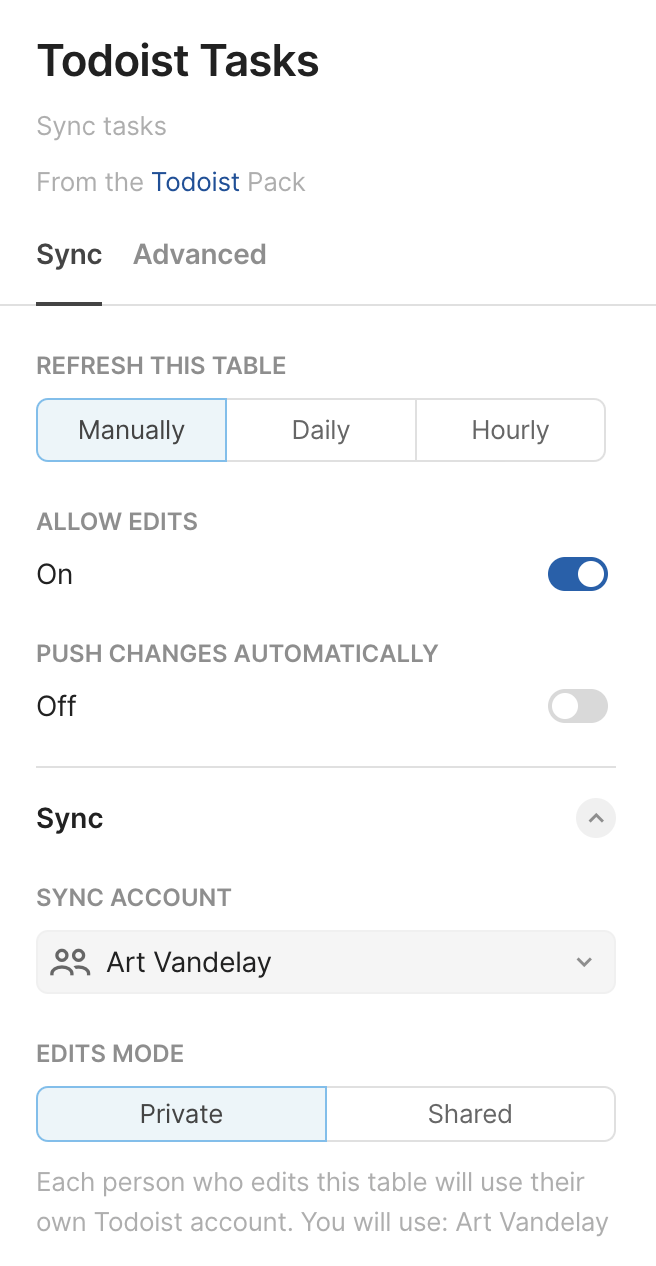 Todoist Tasks
Sync tasks
From the Todoist Pack
Sync Advanced
REFRESH THIS TABLE
Manually Daily Hourly
ALLOW EDITS
On
PUSH CHANGES AUTOMATICALLY
Off
Sync
SYNC ACCOUNT
Art Vandelay
EDITS MODE
Private Shared
Each person who edits this table will use their
own Todoist account. You will use: Art Vandelay